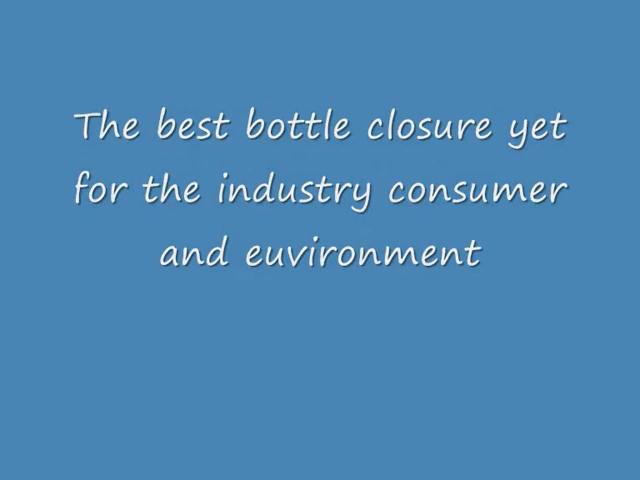 The best bottle closure yet
for the industry consumer
and euvironment